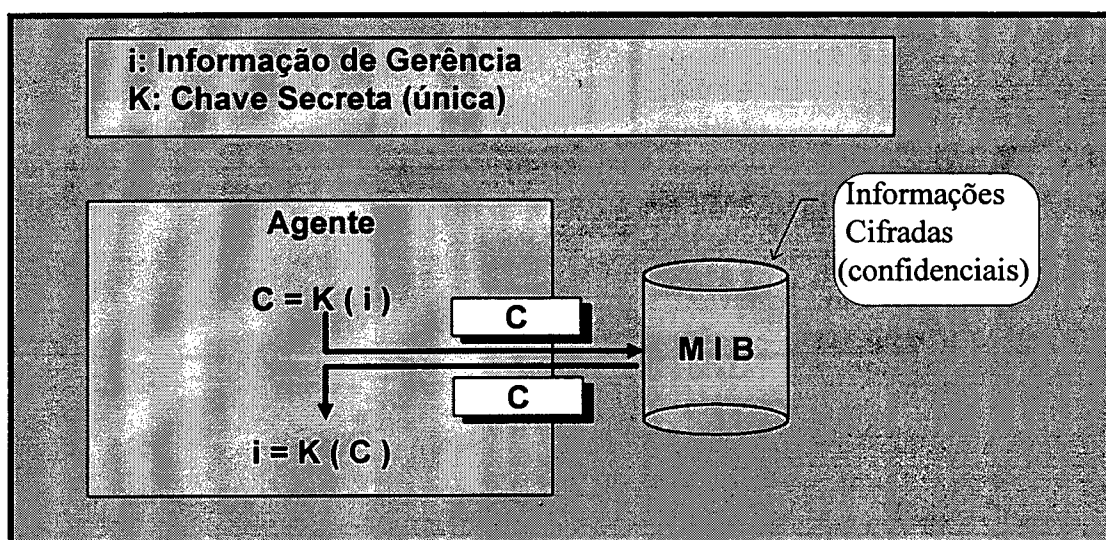 i: Informação de Gerência
K: Chave Secreta (única)
Agente
C = K ( i )
C
C
i = K ( C )
M I B
Informações
Cifradas
(confidenciais)